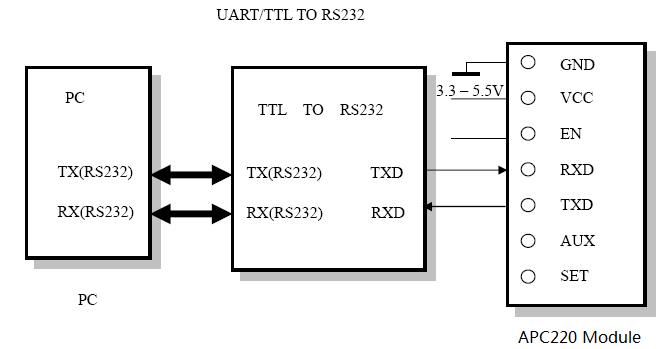 UART/TTL TO RS232
PC
TX(RS232)
RX(RS232)
PC
TTL TO RS232
TX(RS232) TXD
RX(RS232) RXD
3.3 – 5.5V
GND
VCC
EN
RXD
TXD
AUX
SET
APC220 Module